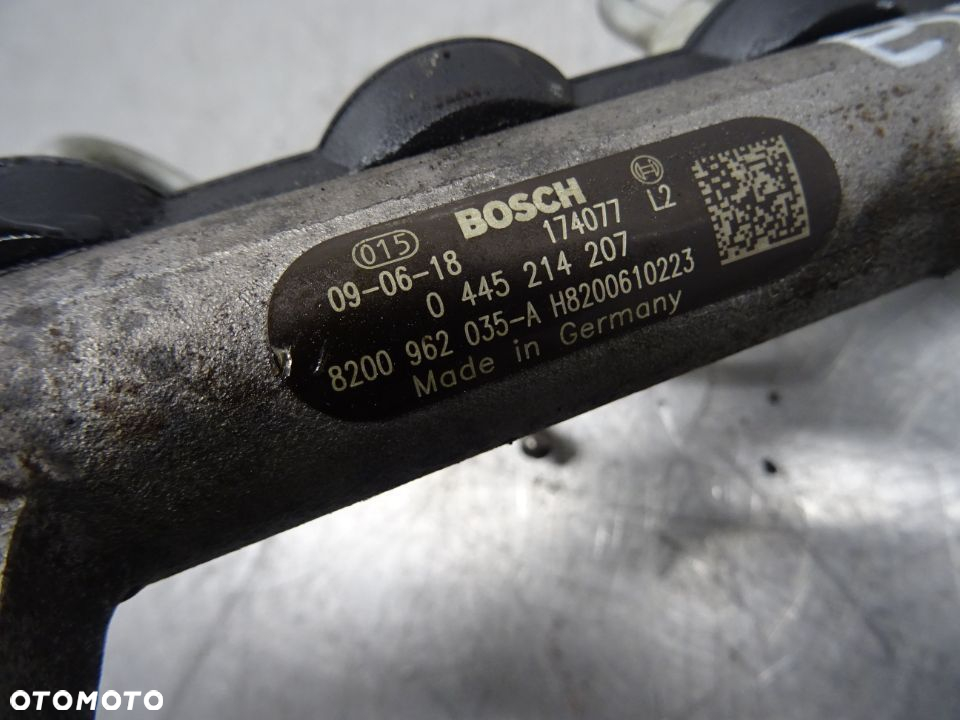 BOSCH
015 174077 L2
09-06-18
0 445 214 207
8200 962 035-A H8200610223
Made in Germany
OTOMOTO